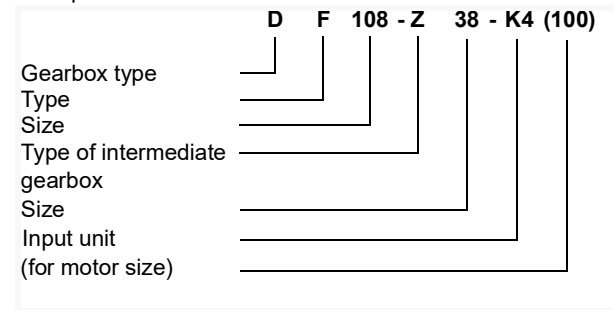 D F 108 - Z 38 - K4 (100)
Gearbox type
Type
Size
Type of intermediate
gearbox
Size
Input unit
(for motor size)